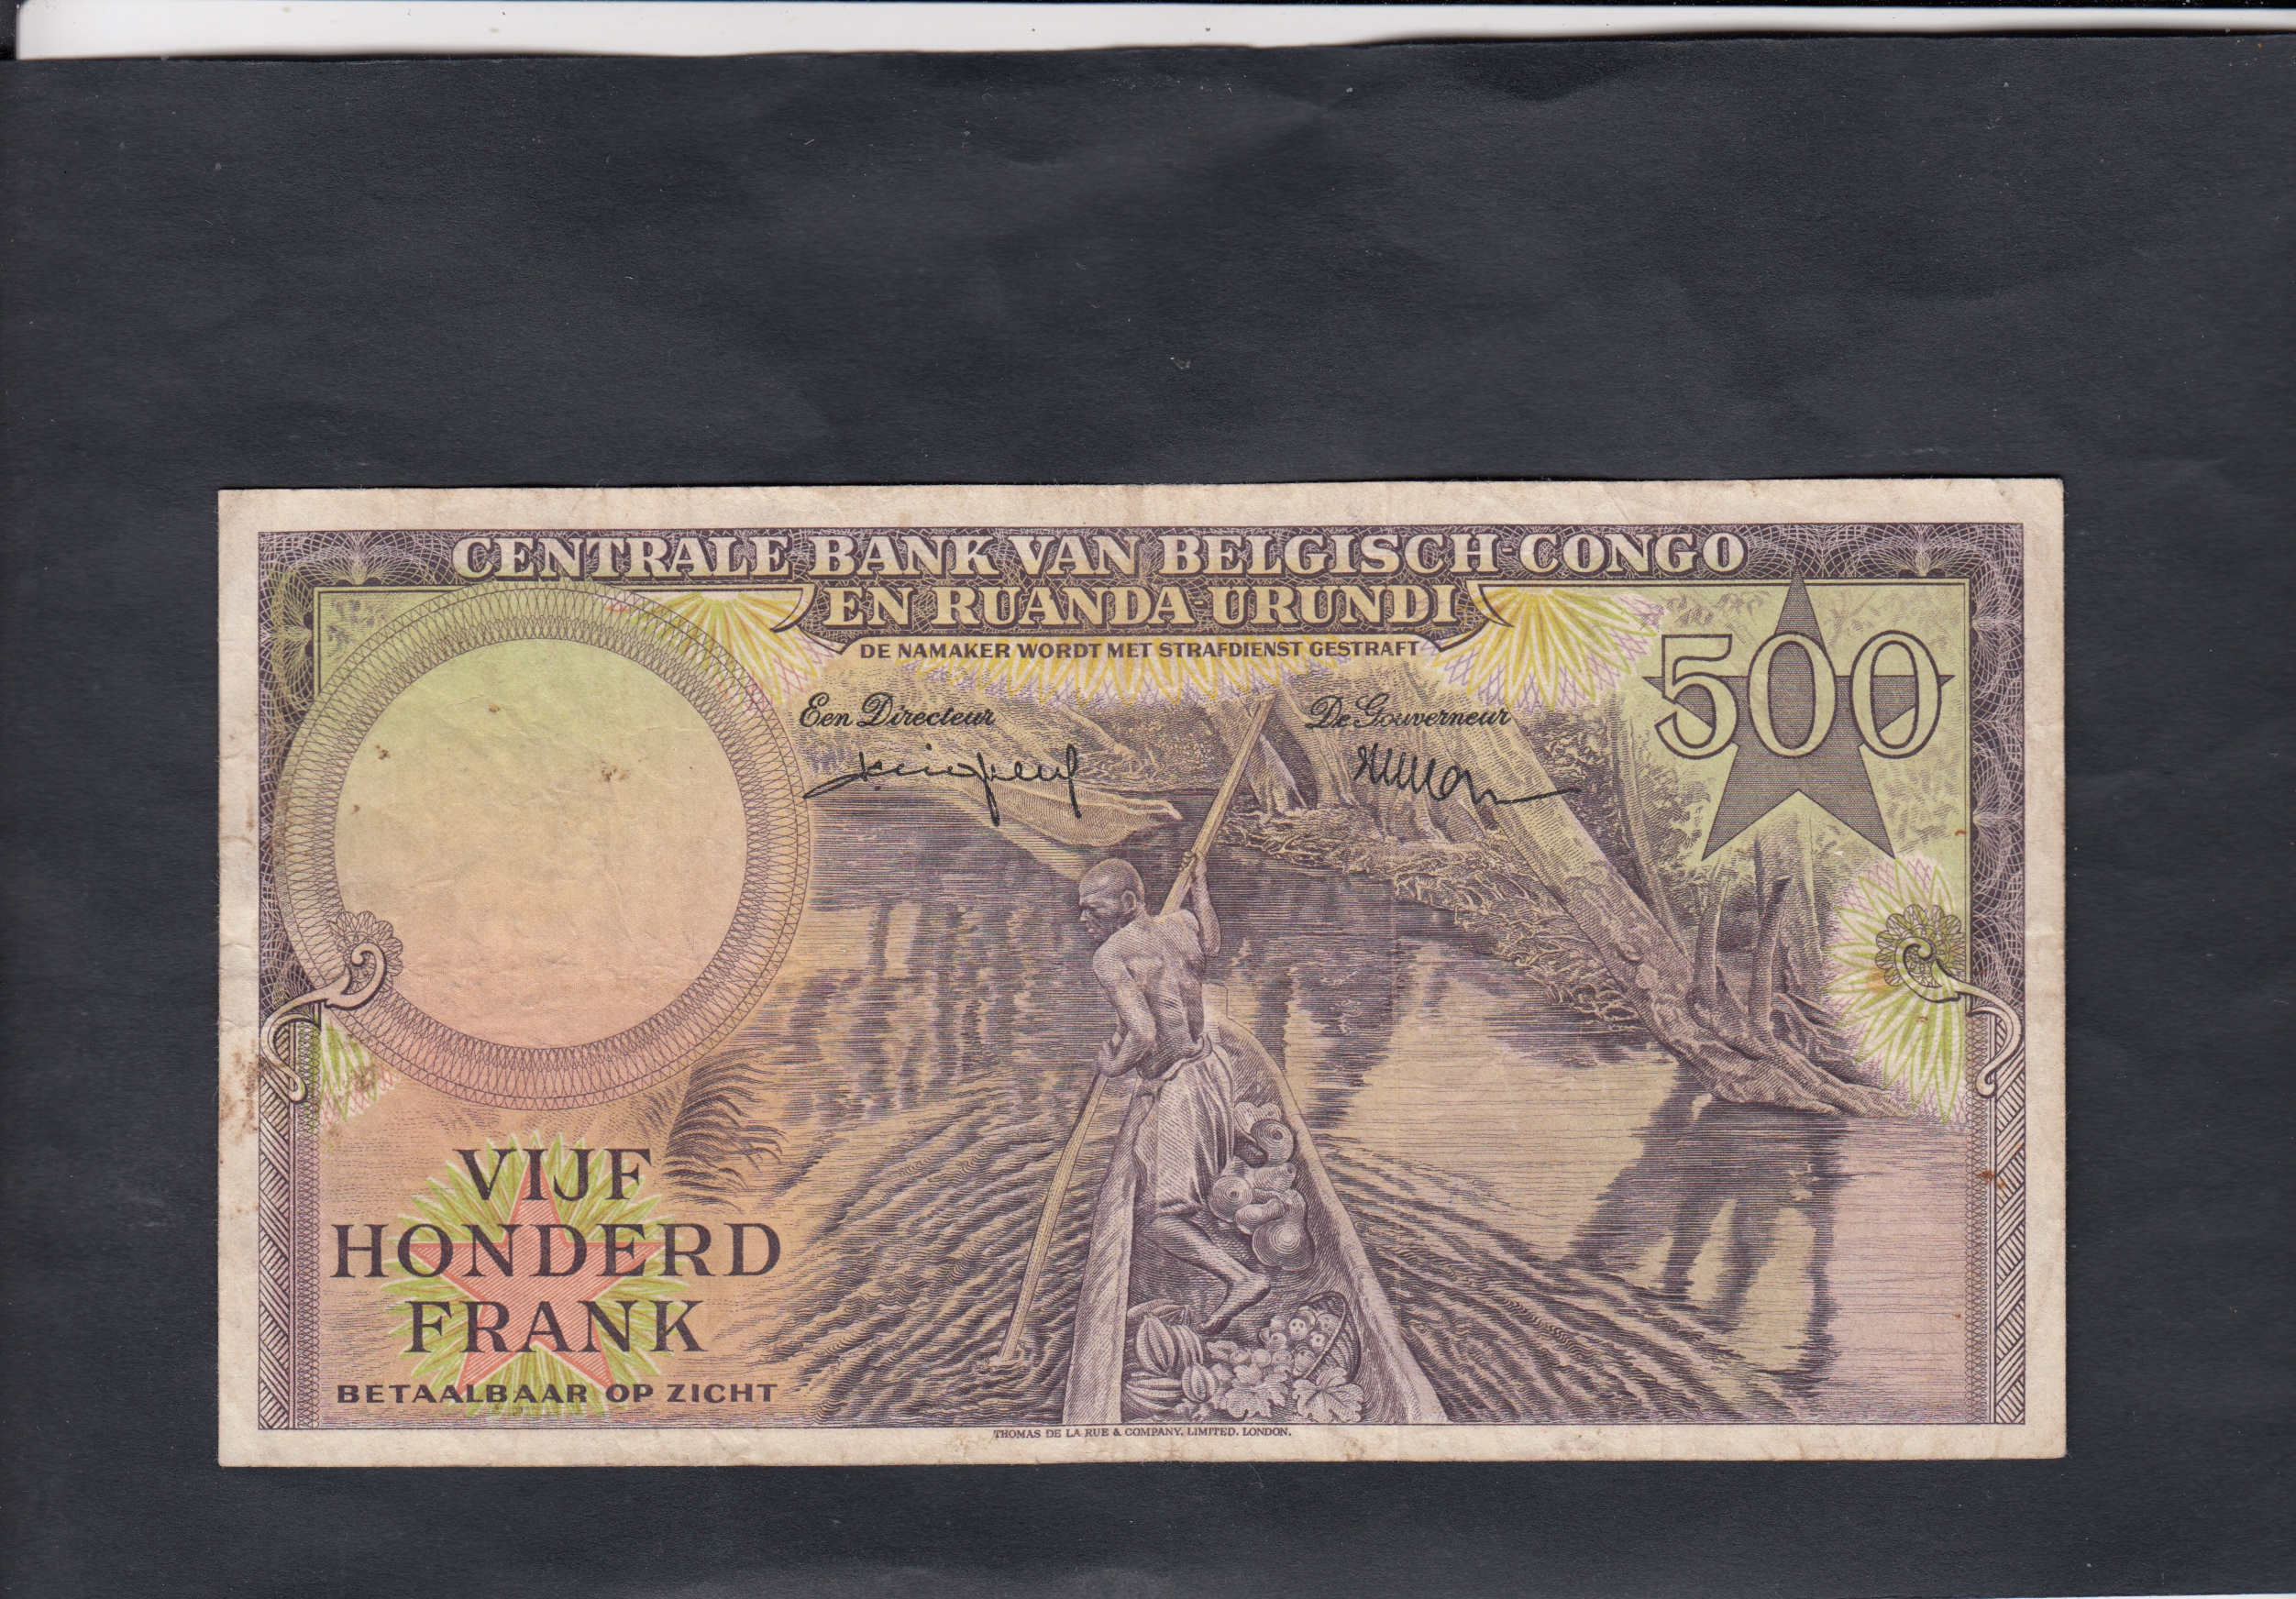 CENTRALE BANK VAN BELGISCH-CONGO
EN RUANDA-URUNDI
DE NAMAKER WORDT MET STRAFDIENST GESTRAFT
500
Een Directeur
De Gouverneur
VIJF
HONDERD
FRANK
BETAALBAAR OP ZICHT
THOMAS DE LA RUE & COMPANY, LIMITED, LONDON.